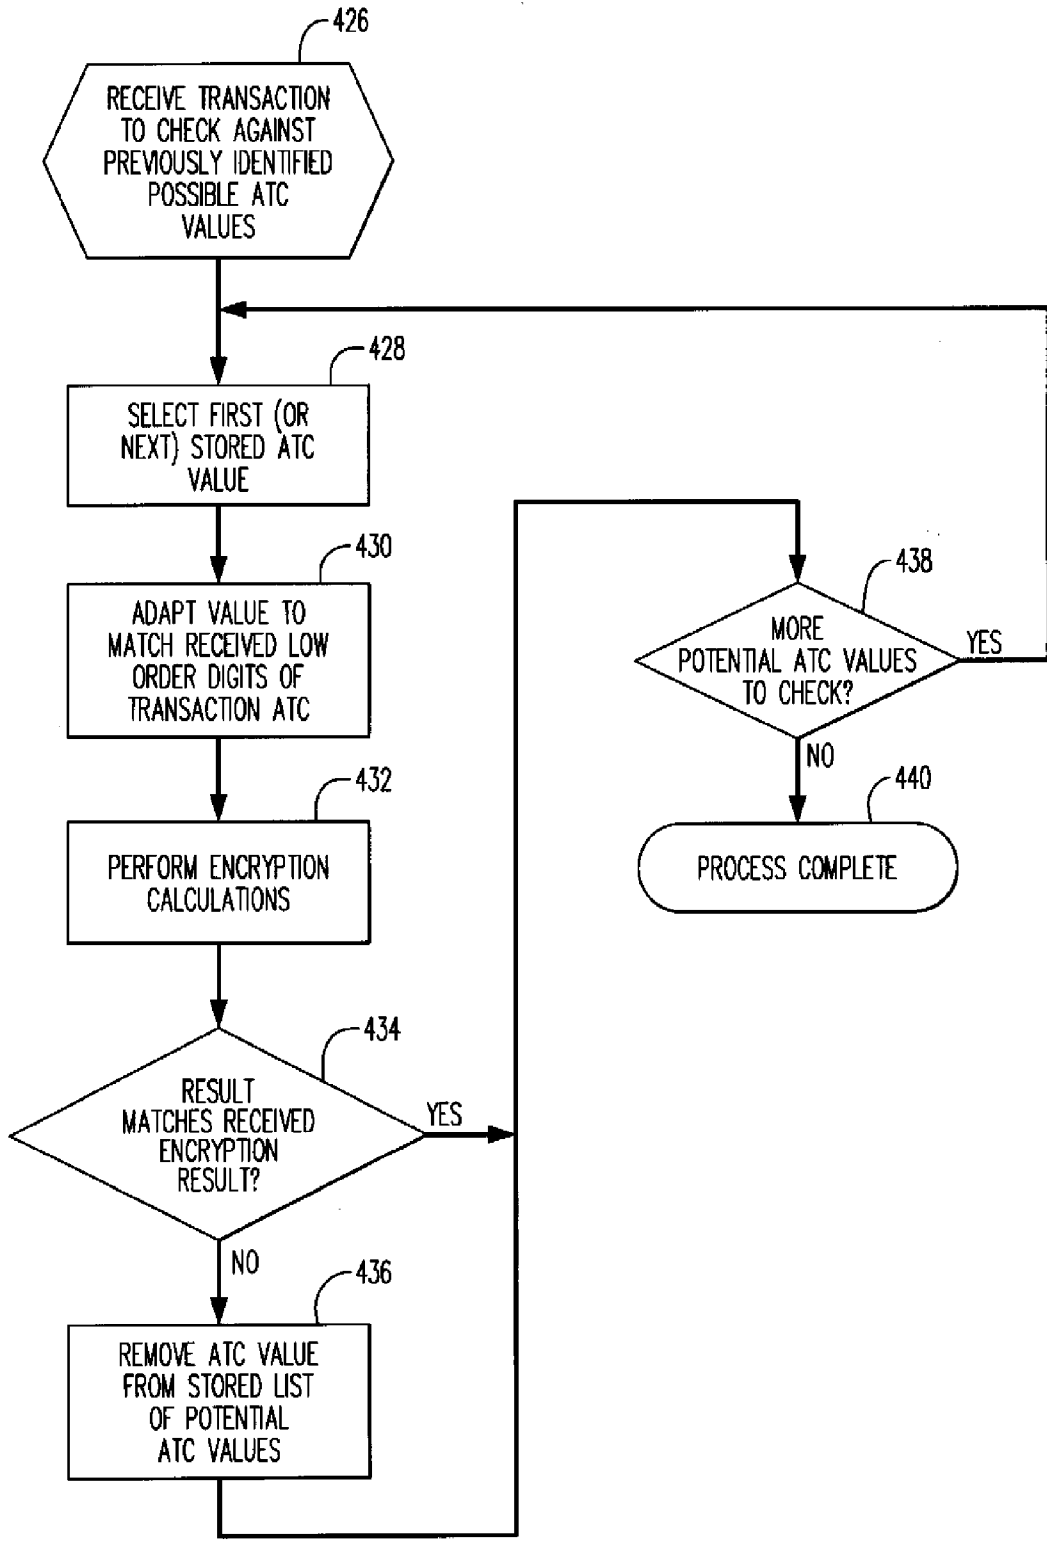 426
RECEIVE TRANSACTION
TO CHECK AGAINST
PREVIOUSLY IDENTIFIED
POSSIBLE ATC
VALUES
428
SELECT FIRST (OR
NEXT) STORED ATC
VALUE
430
ADAPT VALUE TO
MATCH RECEIVED LOW
ORDER DIGITS OF
TRANSACTION ATC
432
PERFORM ENCRYPTION
CALCULATIONS
434
RESULT
MATCHES RECEIVED
ENCRYPTION
RESULT?
YES
NO
436
REMOVE ATC VALUE
FROM STORED LIST
OF POTENTIAL
ATC VALUES
438
MORE
POTENTIAL ATC VALUES
TO CHECK?
YES
NO
440
PROCESS COMPLETE